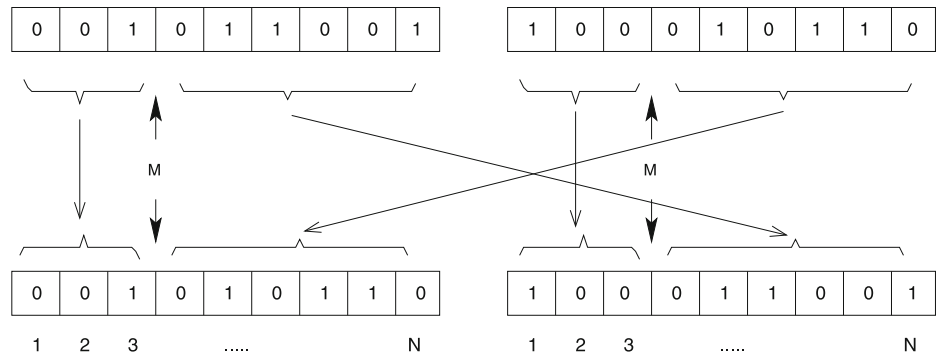 0 0 1 0 1 1 0 0 1 1 0 0 0 1 0 1 1 0
M M
0 0 1 0 1 0 1 1 0 1 0 0 0 1 1 0 0 1
1 2 3 ..... N 1 2 3 ..... N